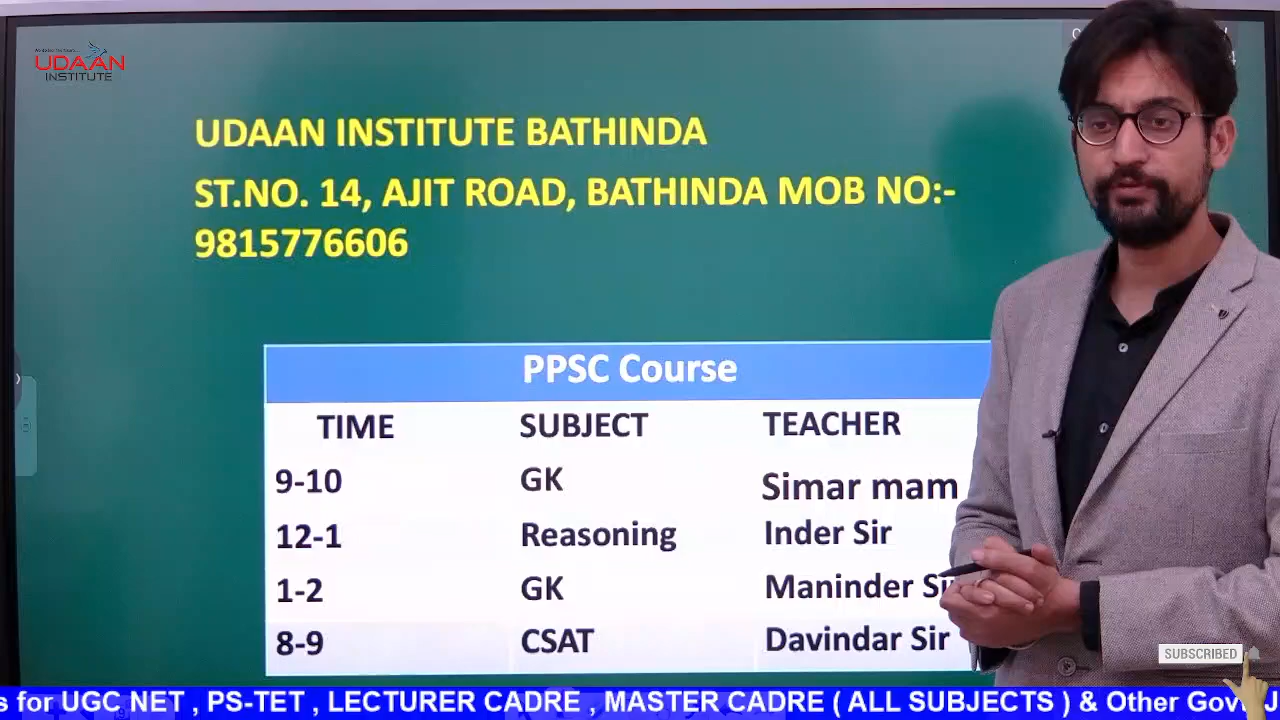 UDAAN
INSTITUTE
UDAAN INSTITUTE BATHINDA
ST.NO. 14, AJIT ROAD, BATHINDA MOB NO:-
9815776606
PPSC Course
TIME SUBJECT TEACHER
9-10 GK Simar mam
12-1 Reasoning Inder Sir
1-2 GK Maninder
8-9 CSAT Davindar Sir
SUBSCRIBED
for UGC NET , PS-TET , LECTURER CADRE , MASTER CADRE ( ALL SUBJECTS ) & Other